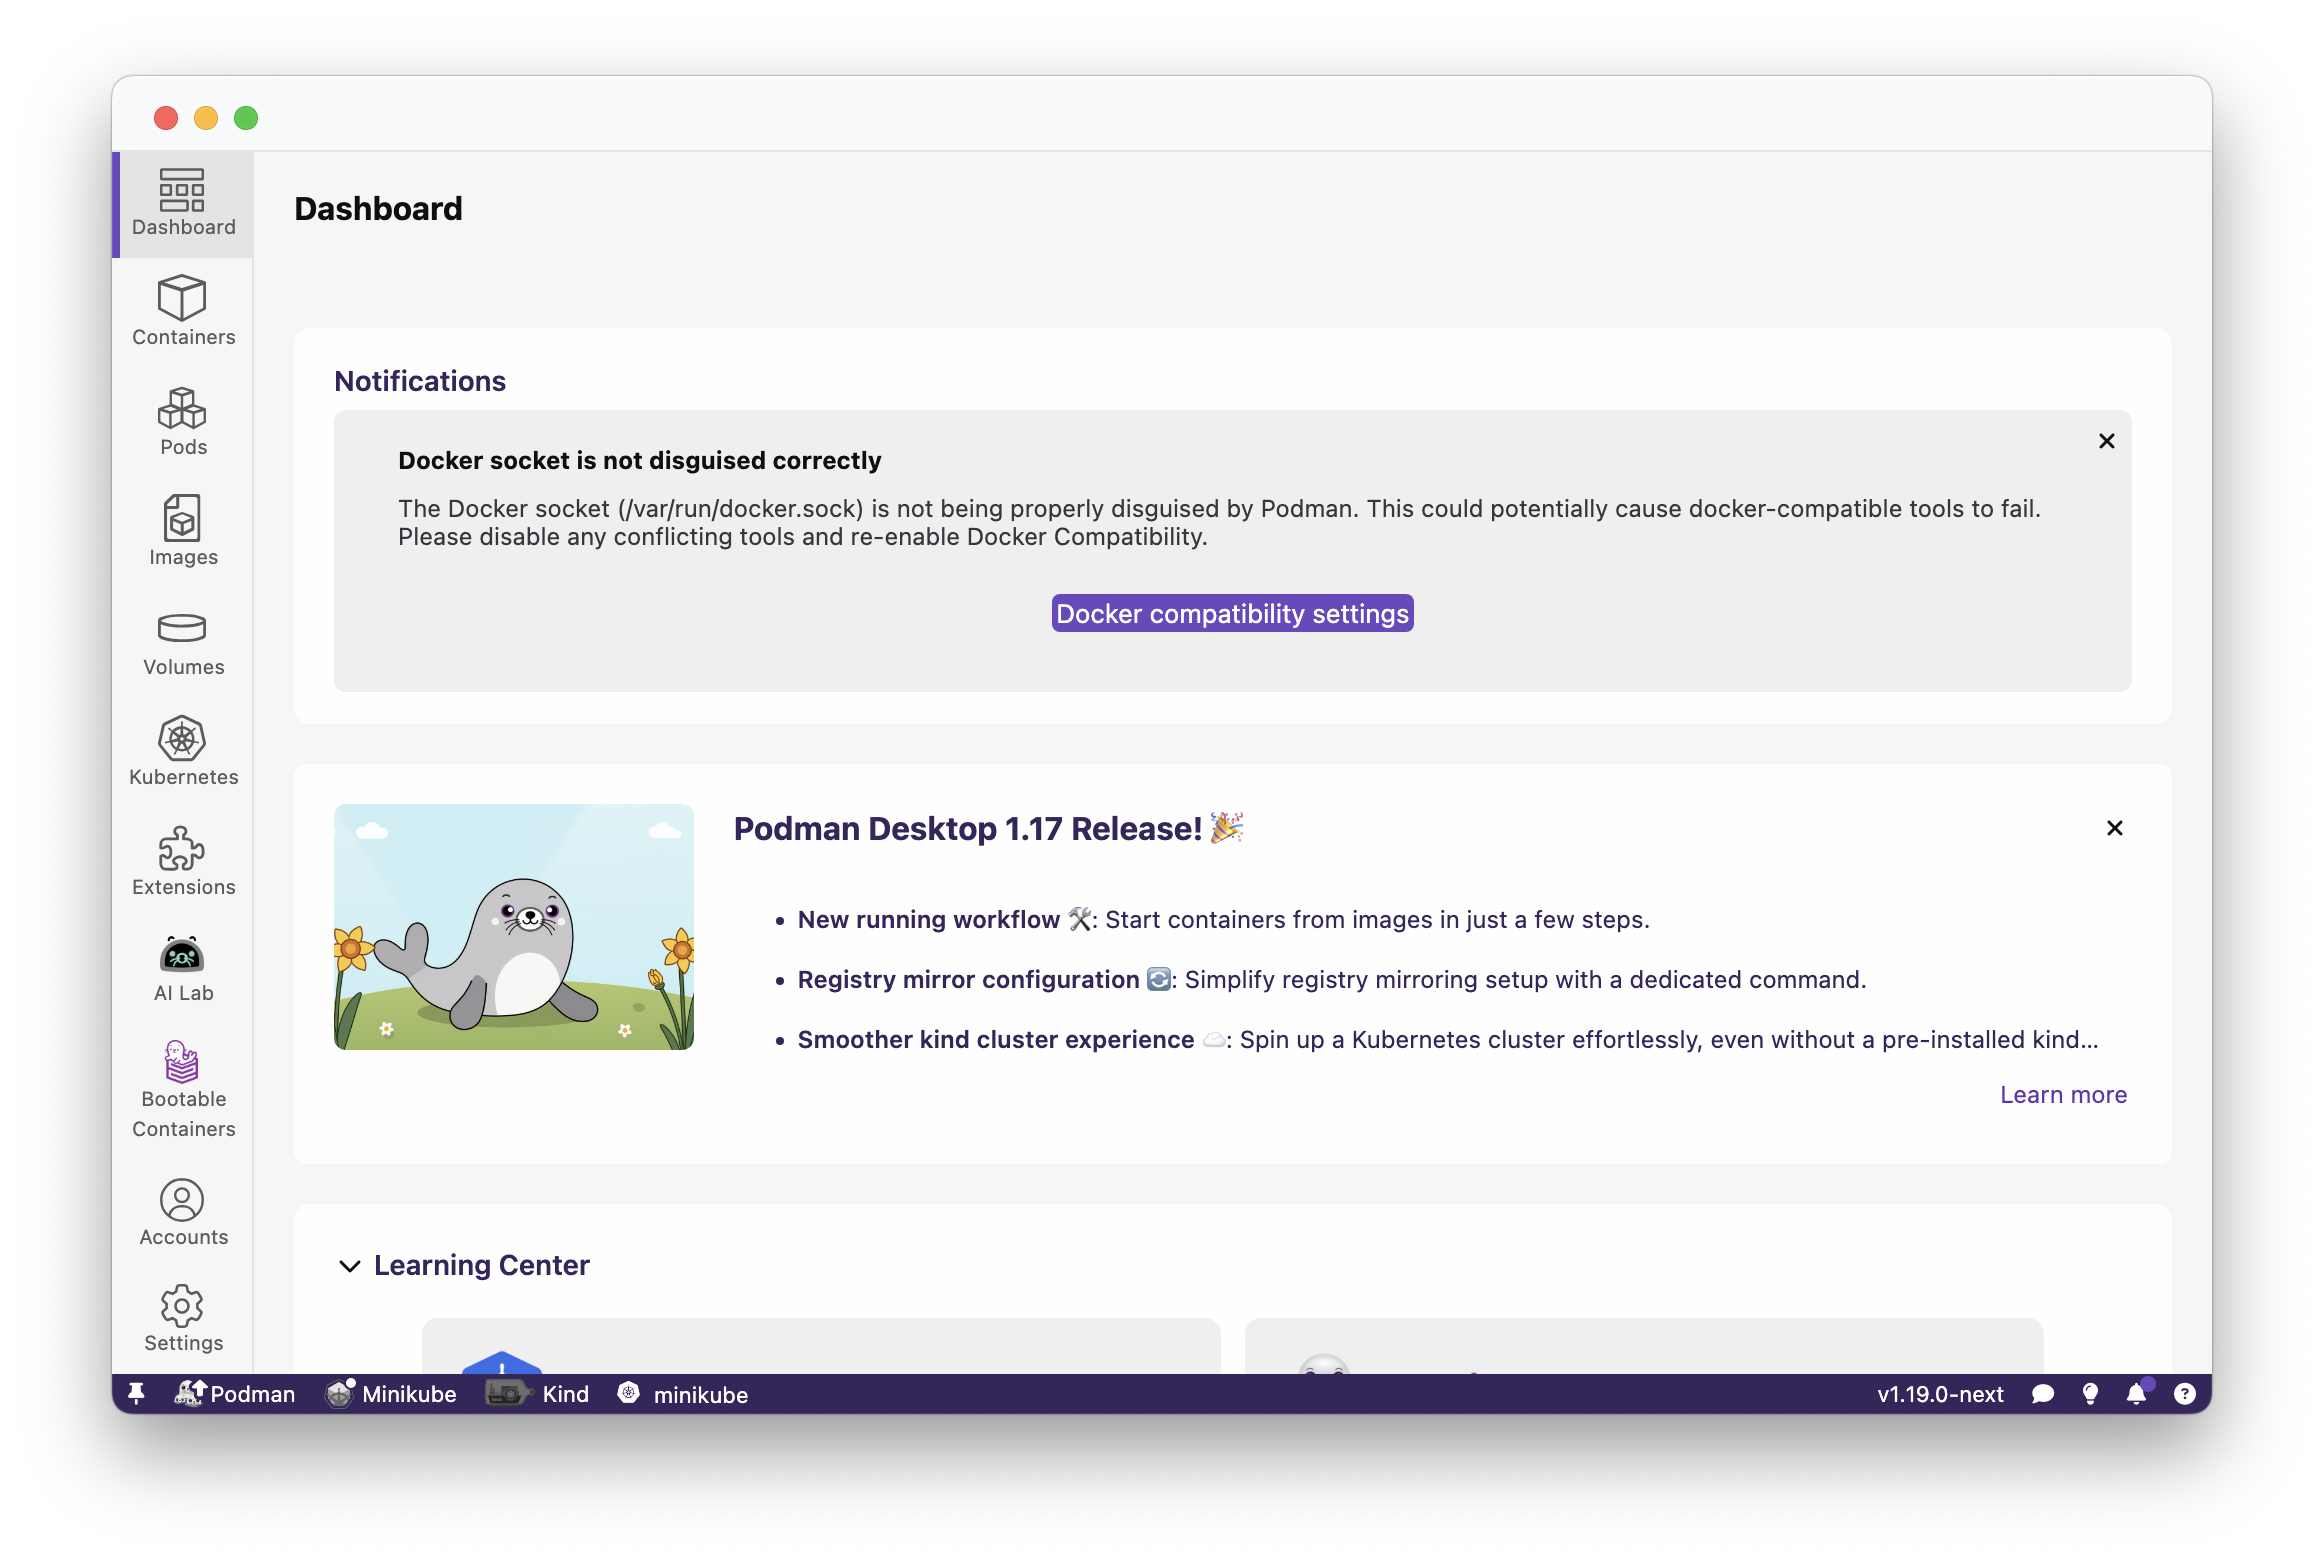 Dashboard
Containers
Pods
Images
Volumes
Kubernetes
Extensions
AI Lab
Bootable
Containers
Accounts
Settings
Dashboard
Notifications
Docker socket is not disguised correctly
The Docker socket (/var/run/docker.sock) is not being properly disguised by Podman. This could potentially cause docker-compatible tools to fail.
Please disable any conflicting tools and re-enable Docker Compatibility.
Docker compatibility settings
Podman Desktop 1.17 Release! 🎉
• New running workflow 🛠️: Start containers from images in just a few steps.
• Registry mirror configuration 🔄: Simplify registry mirroring setup with a dedicated command.
• Smoother kind cluster experience ☁️: Spin up a Kubernetes cluster effortlessly, even without a pre-installed kind...
Learn more
Learning Center
Podman Minikube Kind minikube v1.19.0-next